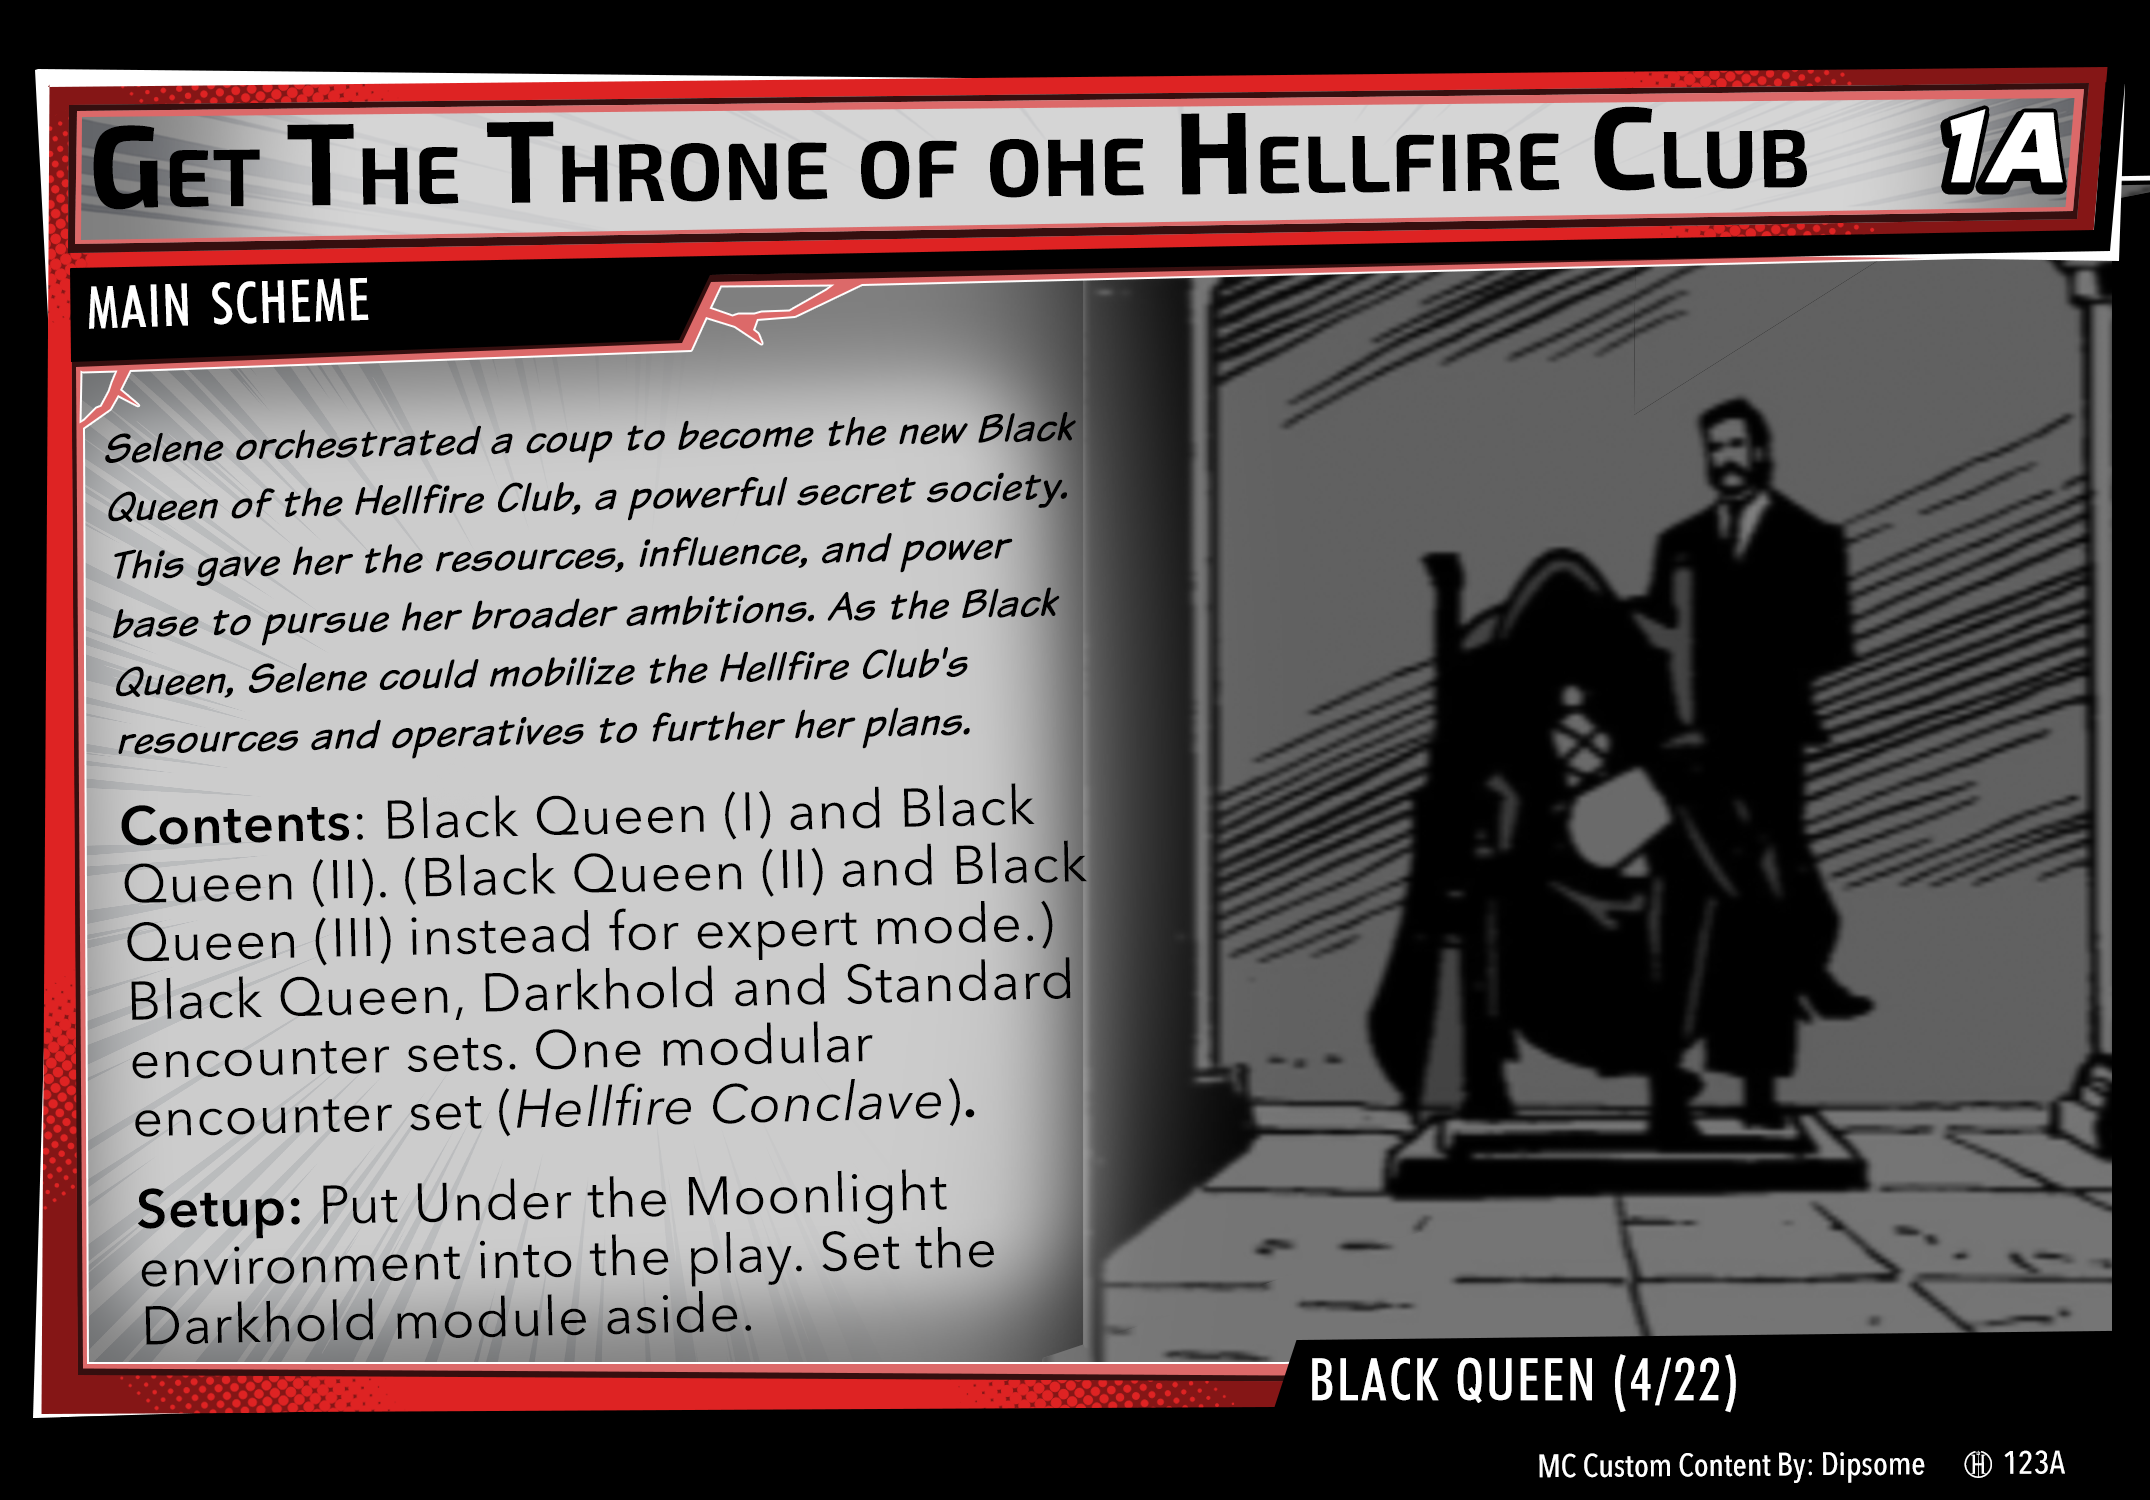 Get The Throne of ohe Hellfire Club
1A
MAIN SCHEME
Selene orchestrated a coup to become the new Black
Queen of the Hellfire Club, a powerful secret society.
This gave her the resources, influence, and power
base to pursue her broader ambitions. As the Black
Queen, Selene could mobilize the Hellfire Club's
resources and operatives to further her plans.
Contents: Black Queen (I) and Black
Queen (II). (Black Queen (II) and Black
Queen (III) instead for expert mode.)
Black Queen, Darkhold and Standard
encounter sets. One modular
encounter set (Hellfire Conclave).
Setup: Put Under the Moonlight
environment into the play. Set the
Darkhold module aside.
BLACK QUEEN (4/22)
MC Custom Content By: Dipsome
123A